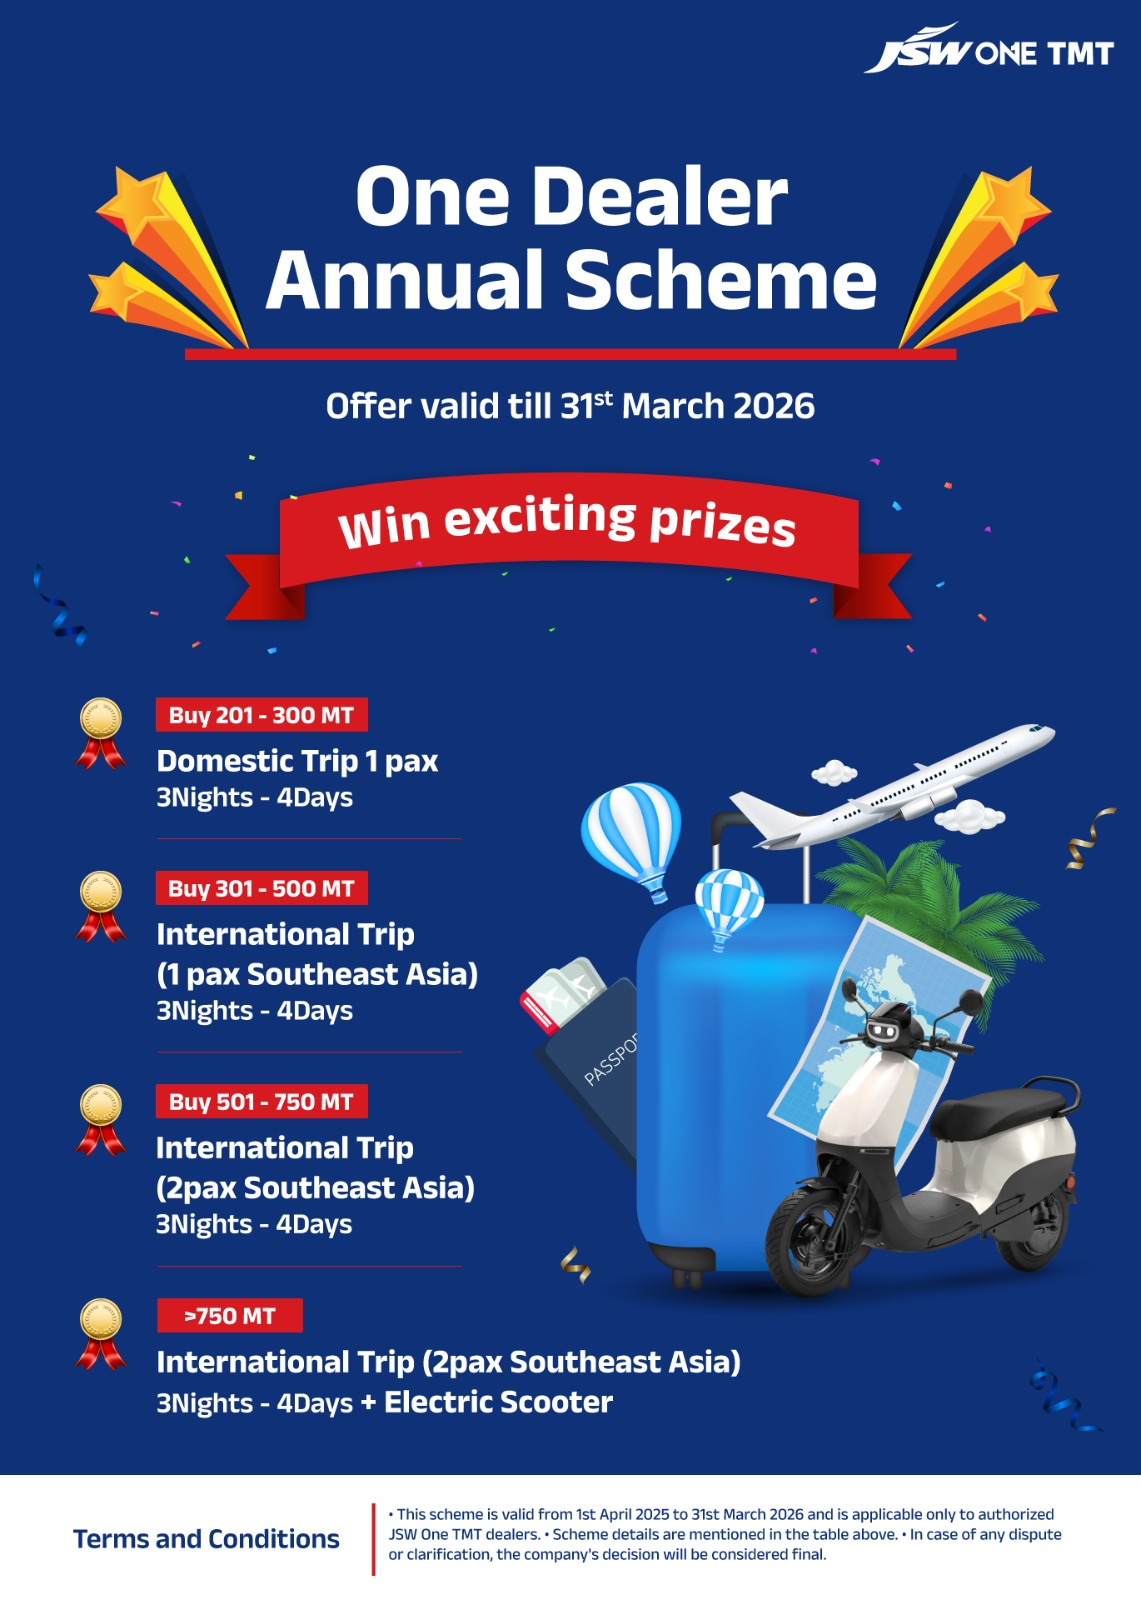 JSW ONE TMT
One Dealer
Annual Scheme
Offer valid till 31st March 2026
Win exciting prizes
Buy 201 - 300 MT
Domestic Trip 1 pax
3Nights - 4Days
Buy 301 - 500 MT
International Trip
(1 pax Southeast Asia)
3Nights - 4Days
PASSPO
Buy 501 - 750 MT
International Trip
(2pax Southeast Asia)
3Nights - 4Days
>750 MT
International Trip (2pax Southeast Asia)
3Nights - 4Days + Electric Scooter
Terms and Conditions
• This scheme is valid from 1st April 2025 to 31st March 2026 and is applicable only to authorized
JSW One TMT dealers. • Scheme details are mentioned in the table above. • In case of any dispute
or clarification, the company's decision will be considered final.